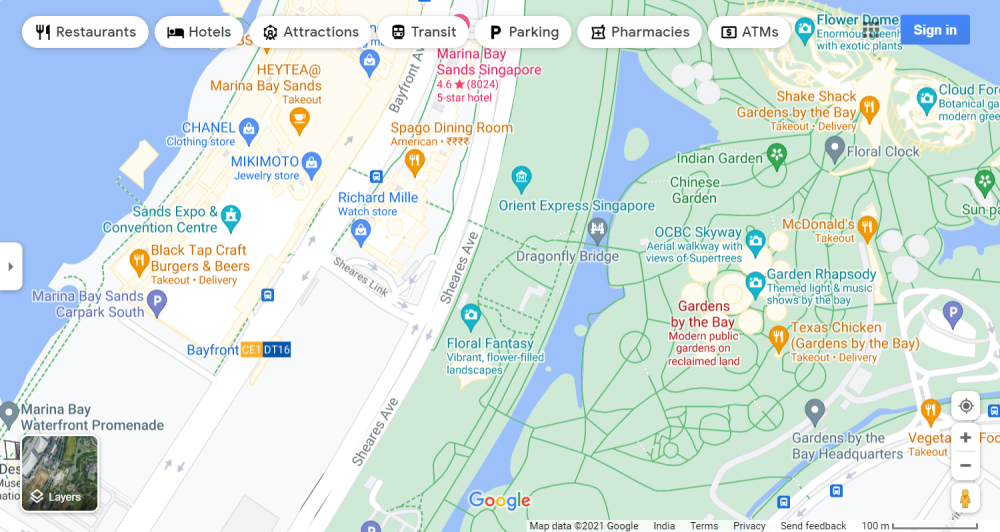 Restaurants
Hotels
Attractions
Transit
Parking
Pharmacies
ATMs
Sign in
Flower Dome
Enormous greenhouse
with exotic plants
Marina Bay
Sands Singapore
4.6 ★ (8024)
5-star hotel
HEYTEA@
Marina Bay Sands
Takeout
Bayfront Av
Shake Shack
Gardens by the Bay
Takeout • Delivery
Cloud Fore
Botanical ga
modern gree
CHANEL
Clothing store
Spago Dining Room
American • ₹₹₹₹
MIKIMOTO
Jewelry store
Floral Clock
Indian Garden
Chinese
Garden
Richard Mille
Watch store
Orient Express Singapore
Sun pa
Sands Expo &
Convention Centre
McDonald's
Takeout
OCBC Skyway
Aerial walkway with
views of Supertrees
Dragonfly Bridge
Black Tap Craft
Burgers & Beers
Takeout • Delivery
Sheares Link
Sheares Ave
Garden Rhapsody
Themed light & music
shows by the bay
Marina Bay Sands
Carpark South
Gardens
by the Bay
Modern public
gardens on
reclaimed land
Texas Chicken
(Gardens by the Bay)
Takeout • Delivery
Floral Fantasy
Vibrant, flower-filled
landscapes
Bayfront CE1 DT16
Marina Bay
Waterfront Promenade
Sheares Ave
Gardens by the
Bay Headquarters
Takeout
Layers
Google
Map data ©2021 Google
India
Terms
Privacy
Send feedback
100 m